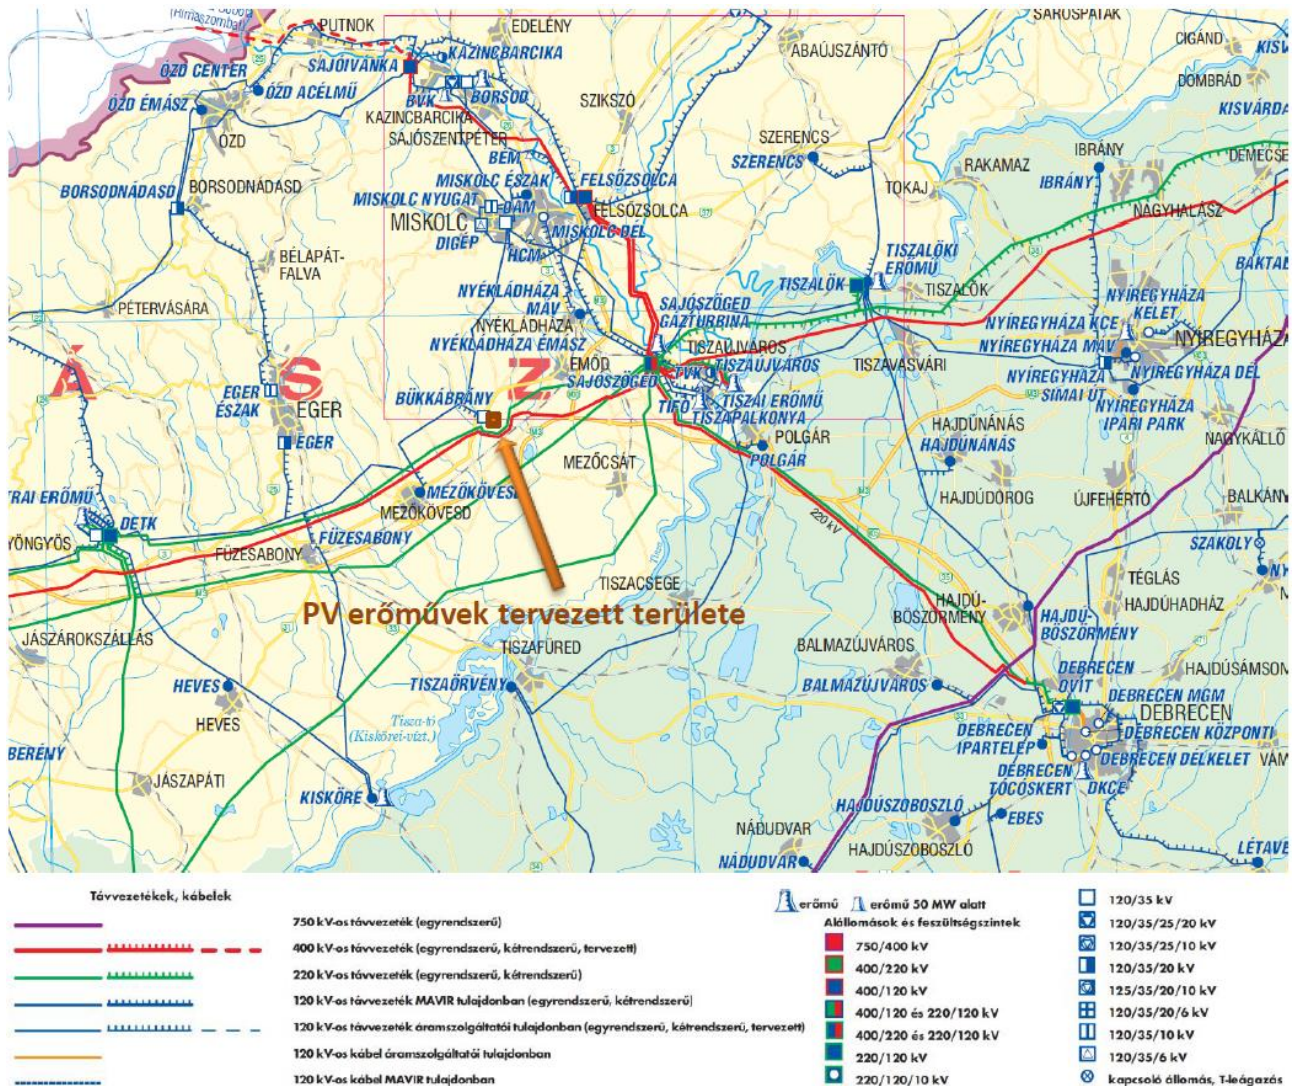 (Rimaszombat)
PUTNOK
EDELÉNY
SÁROSPATAK
KAZINCBARCIKA
ABAÚJSZÁNTÓ
CIGÁND
SAJÓIVÁNKA
ÓZD CENTER
DOMBRÁD
ÓZD ACÉLMŰ
BVK
BORSOD
ÓZD ÉMÁSZ
KAZINCBARCIKA
SZIKSZÓ
KISVÁRDA
ÓZD
SAJÓSZENTPÉTER
SZERENCS
IBRÁNY
BEM
SZERENCS
RAKAMAZ
DEMECSE
BORSODNÁDASD
BORSODNÁDASD
MISKOLC ÉSZAK
FELSŐZSOLCA
TOKAJ
IBRÁNY
MISKOLC NYUGAT
DAM
FELSŐZSOLCA
NAGYHALÁSZ
MISKOLC
MISKOLC DÉL
DIGÉP
HCM
BÉLAPÁT-
FALVA
TISZALÖKI
ERŐMŰ
BAKTAL
TISZALÖK
TISZALÖK
NYÉKLÁDHÁZA
MÁV
PÉTERVÁSÁRA
SAJÓSZÖGED
GÁZTURBINA
NYÍREGYHÁZA
KELET
NYÉKLÁDHÁZA
NYÍREGYHÁZA KCE
NYÉKLÁDHÁZA ÉMÁSZ
TISZAÚJVÁROS
NYÍREGYHÁZA MÁV
NYÍREGYHÁZA
Á S Z
EMŐD
SAJÓSZÖGED
TVK
TISZAÚJVÁROS
TISZAVASVÁRI
NYÍREGYHÁZA DÉL
NYÍREGYHÁZA
SIMAI ÚT
EGER
ÉSZAK
EGER
BÜKKÁBRÁNY
TISZAI ERŐMŰ
TIFO
TISZAPALKONYA
NYÍREGYHÁZA
IPARI PARK
EGER
POLGÁR
POLGÁR
HAJDÚNÁNÁS
HAJDÚNÁNÁS
NAGYKÁLLÓ
MEZŐCSÁT
MEZŐKÖVESD
MEZŐKÖVESD
HAJDÚDOROG
ÚJFEHÉRTÓ
BALKÁNY
TRAI ERŐMŰ
DETK
YÖNGYÖS
220 kV
FÜZESABONY
FÜZESABONY
SZAKOLY
NY
TISZACSEGE
TÉGLÁS
HAJDÚHADHÁZ
PV erőművek tervezett területe
HAJDÚ-
BÖSZÖRMÉNY
HAJDÚ-
BÖSZÖRMÉNY
JÁSZÁROKSZÁLLÁS
TISZAFÜRED
BALMAZÚJVÁROS
HAJDÚSÁMSON
HEVES
TISZAÖRVÉNY
BALMAZÚJVÁROS
DEBRECEN
OVIT
DEBRECEN MGM
HEVES
Tisza-tó
(Kiskörei-vízt.)
DEBRECEN
DEBRECEN
IPARTELEP
DEBRECEN KÖZPONTI
BERÉNY
DEBRECEN DÉLKELET
VÁM
JÁSZAPÁTI
DEBRECEN
TÓCÓSKERT
DKCE
KISKÖRE
HAJDÚSZOBOSZLÓ
EBES
NÁDUDVAR
HAJDÚSZOBOSZLÓ
LÉTAVÉ
NÁDUDVAR
Távvezetékek, kábelek
750 kV-os távvezeték (egyrendszerű)
400 kV-os távvezeték (egyrendszerű, kétrendszerű, tervezett)
220 kV-os távvezeték (egyrendszerű, kétrendszerű)
120 kV-os távvezeték MAVIR tulajdonban (egyrendszerű, kétrendszerű)
120 kV-os távvezeték áramszolgáltatói tulajdonban (egyrendszerű, kétrendszerű, tervezett)
120 kV-os kábel áramszolgáltatói tulajdonban
120 kV-os kábel MAVIR tulajdonban
erőmű erőmű 50 MW alatt
Alállomások és feszültségszintek
750/400 kV
400/220 kV
400/120 kV
400/120 és 220/120 kV
400/220 és 220/120 kV
220/120 kV
220/120/10 kV
120/35 kV
120/35/25/20 kV
120/35/25/10 kV
120/35/20 kV
125/35/20/10 kV
120/35/20/6 kV
120/35/10 kV
120/35/6 kV
kapcsoló állomás, T-leágazás